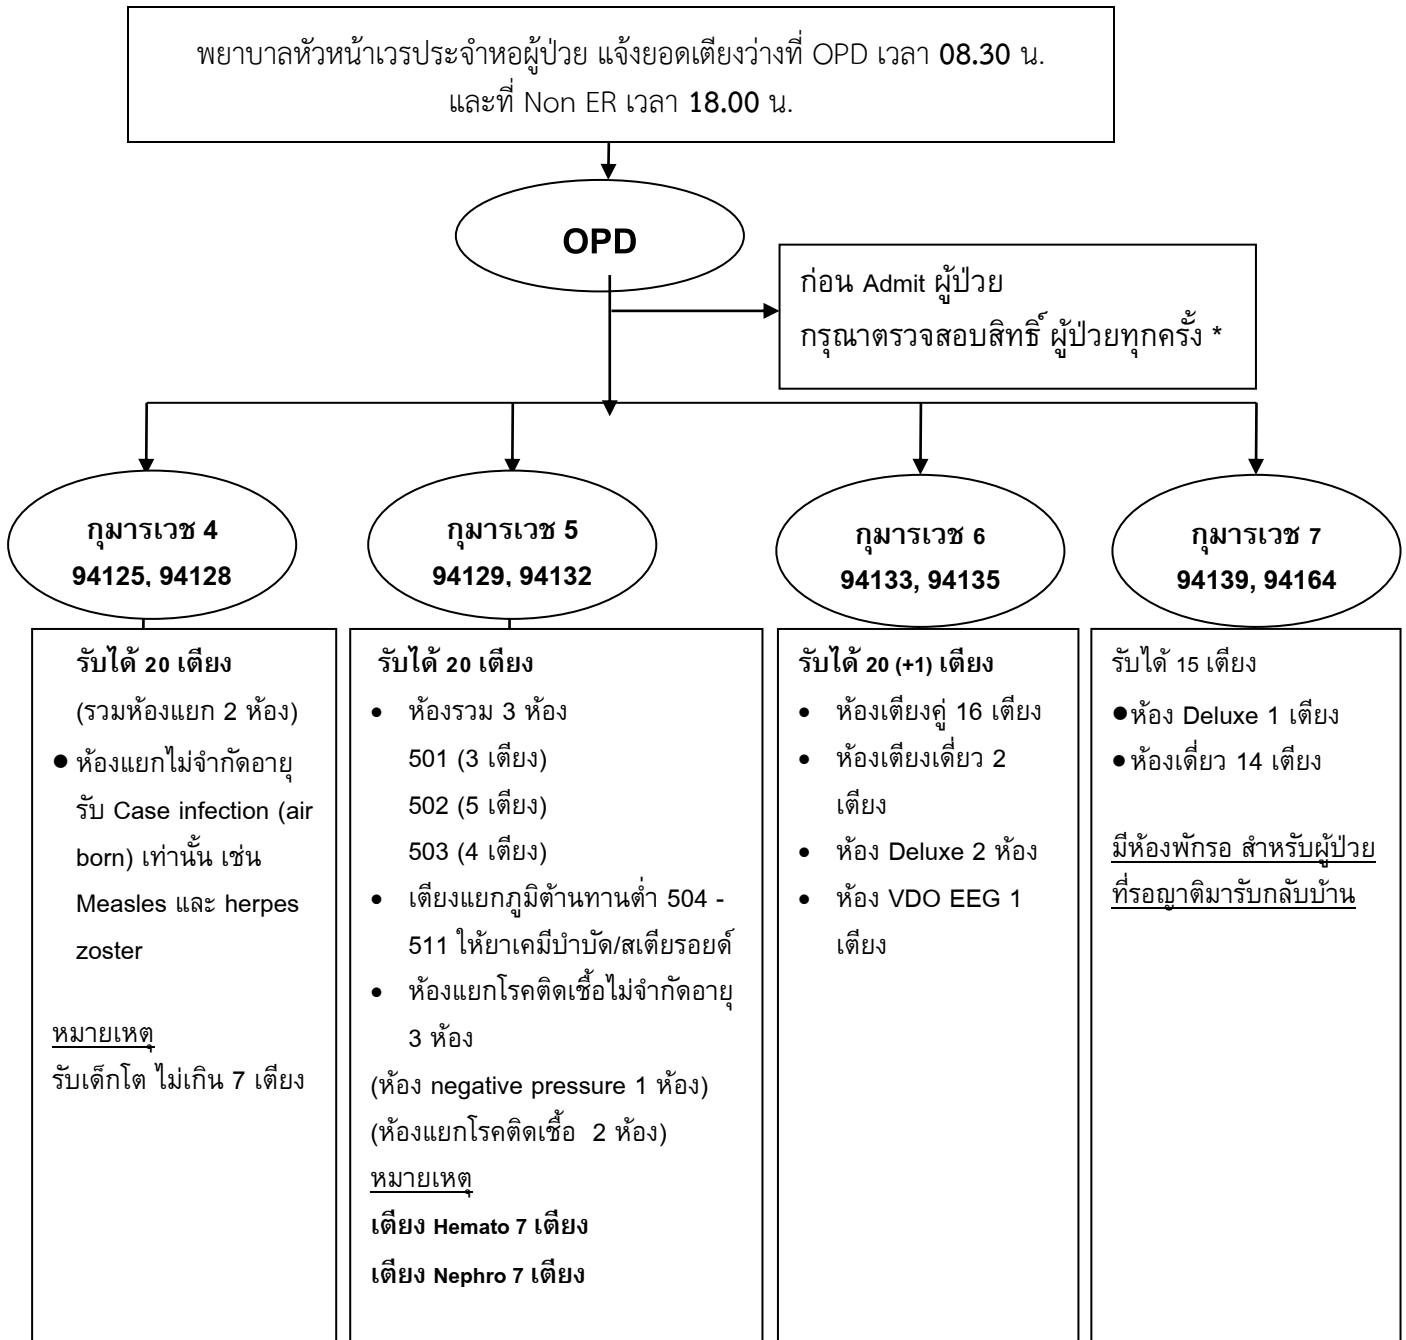 พยาบาลหัวหน้าเวรประจำหอผู้ป่วย แจ้งยอดเตียงว่างที่ OPD เวลา 08.30 น.
และที่ Non ER เวลา 18.00 น.
OPD
ก่อน Admit ผู้ป่วย
กรุณาตรวจสอบสิทธิ์ ผู้ป่วยทุกครั้ง *
กุมารเวช 4
94125, 94128
กุมารเวช 5
94129, 94132
กุมารเวช 6
94133, 94135
กุมารเวช 7
94139, 94164
รับได้ 20 เตียง
(รวมห้องแยก 2 ห้อง)
● ห้องแยกไม่จำกัดอายุ
รับ Case infection (air
born) เท่านั้น เช่น
Measles และ herpes
zoster
หมายเหตุ
รับเด็กโต ไม่เกิน 7 เตียง
รับได้ 20 เตียง
• ห้องรวม 3 ห้อง
501 (3 เตียง)
502 (5 เตียง)
503 (4 เตียง)
• เตียงแยกภูมิต้านทานต่ำ 504 -
511 ให้ยาเคมีบำบัด/สเตียรอยด์
• ห้องแยกโรคติดเชื้อไม่จำกัดอายุ
3 ห้อง
(ห้อง negative pressure 1 ห้อง)
(ห้องแยกโรคติดเชื้อ 2 ห้อง)
หมายเหตุ
เตียง Hemato 7 เตียง
เตียง Nephro 7 เตียง
รับได้ 20 (+1) เตียง
• ห้องเตียงคู่ 16 เตียง
• ห้องเตียงเดี่ยว 2
เตียง
• ห้อง Deluxe 2 ห้อง
• ห้อง VDO EEG 1
เตียง
รับได้ 15 เตียง
●ห้อง Deluxe 1 เตียง
●ห้องเดี่ยว 14 เตียง
มีห้องพักรอ สำหรับผู้ป่วย
ที่รอญาติมารับกลับบ้าน